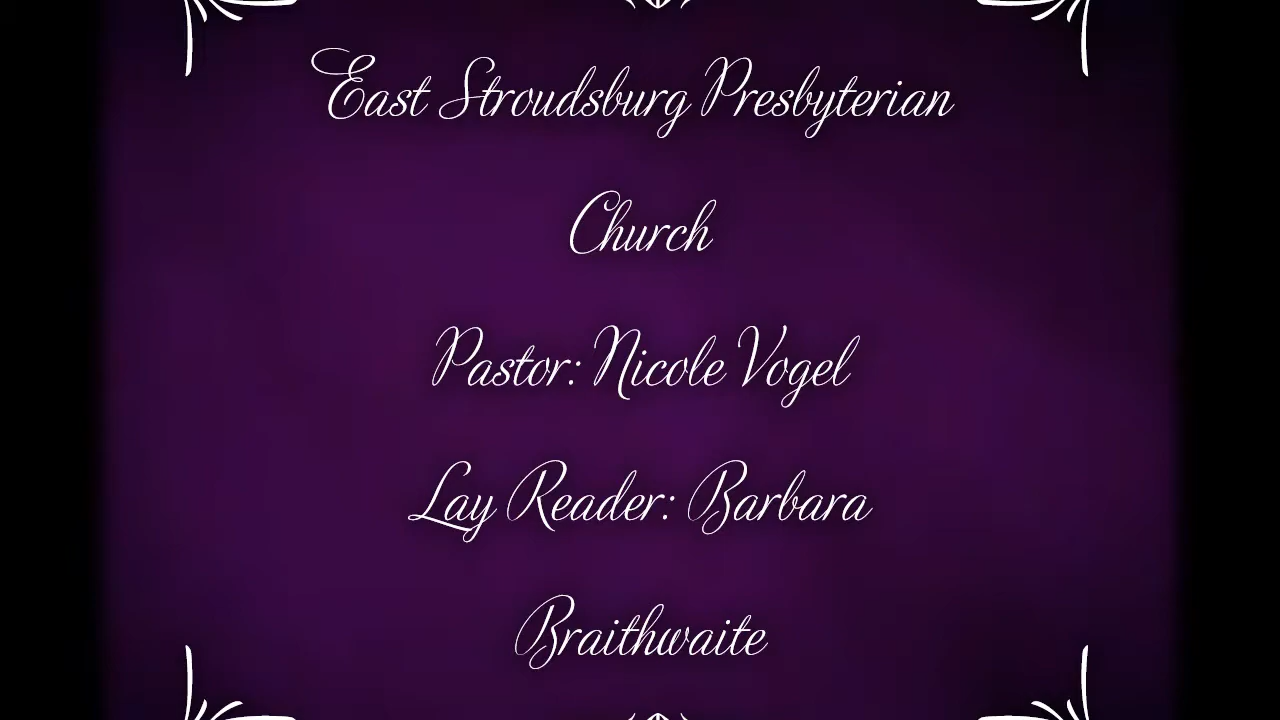 East Stroudsburg Presbyterian
Church
Pastor: Nicole Vogel
Lay Reader: Barbara
Braithwaite